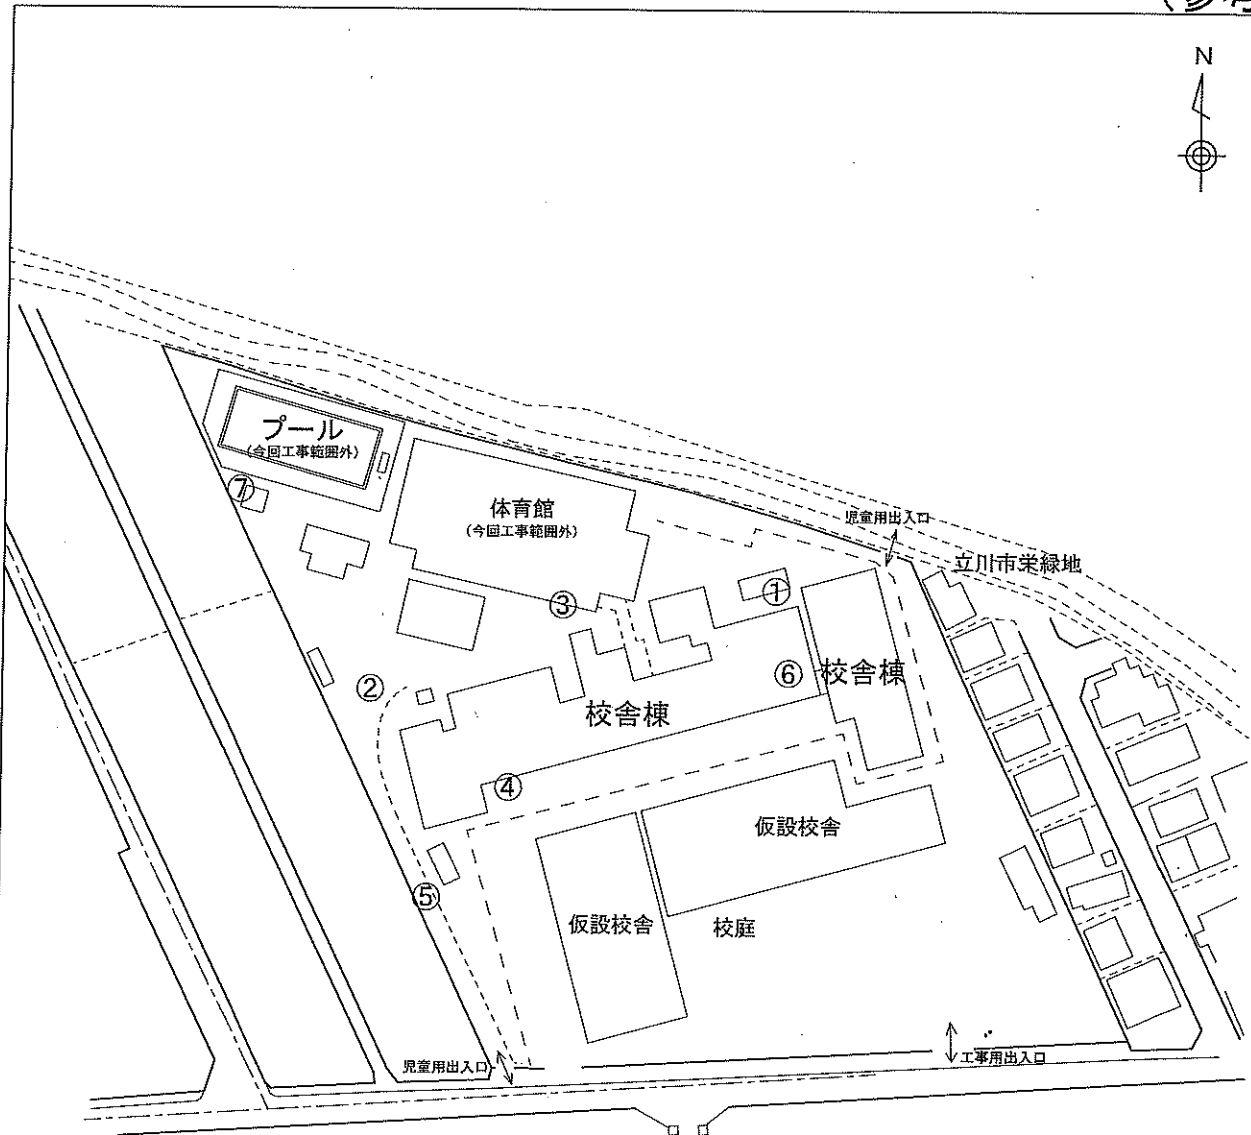 N
プール
(今回工事範囲外)
⑦
体育館
(今回工事範囲外)
児童用出入口
立川市栄緑地
①
③
⑥
校舎棟
②
校舎棟
④
仮設校舎
⑤
仮設校舎
校庭
児童用出入口
工事用出入口